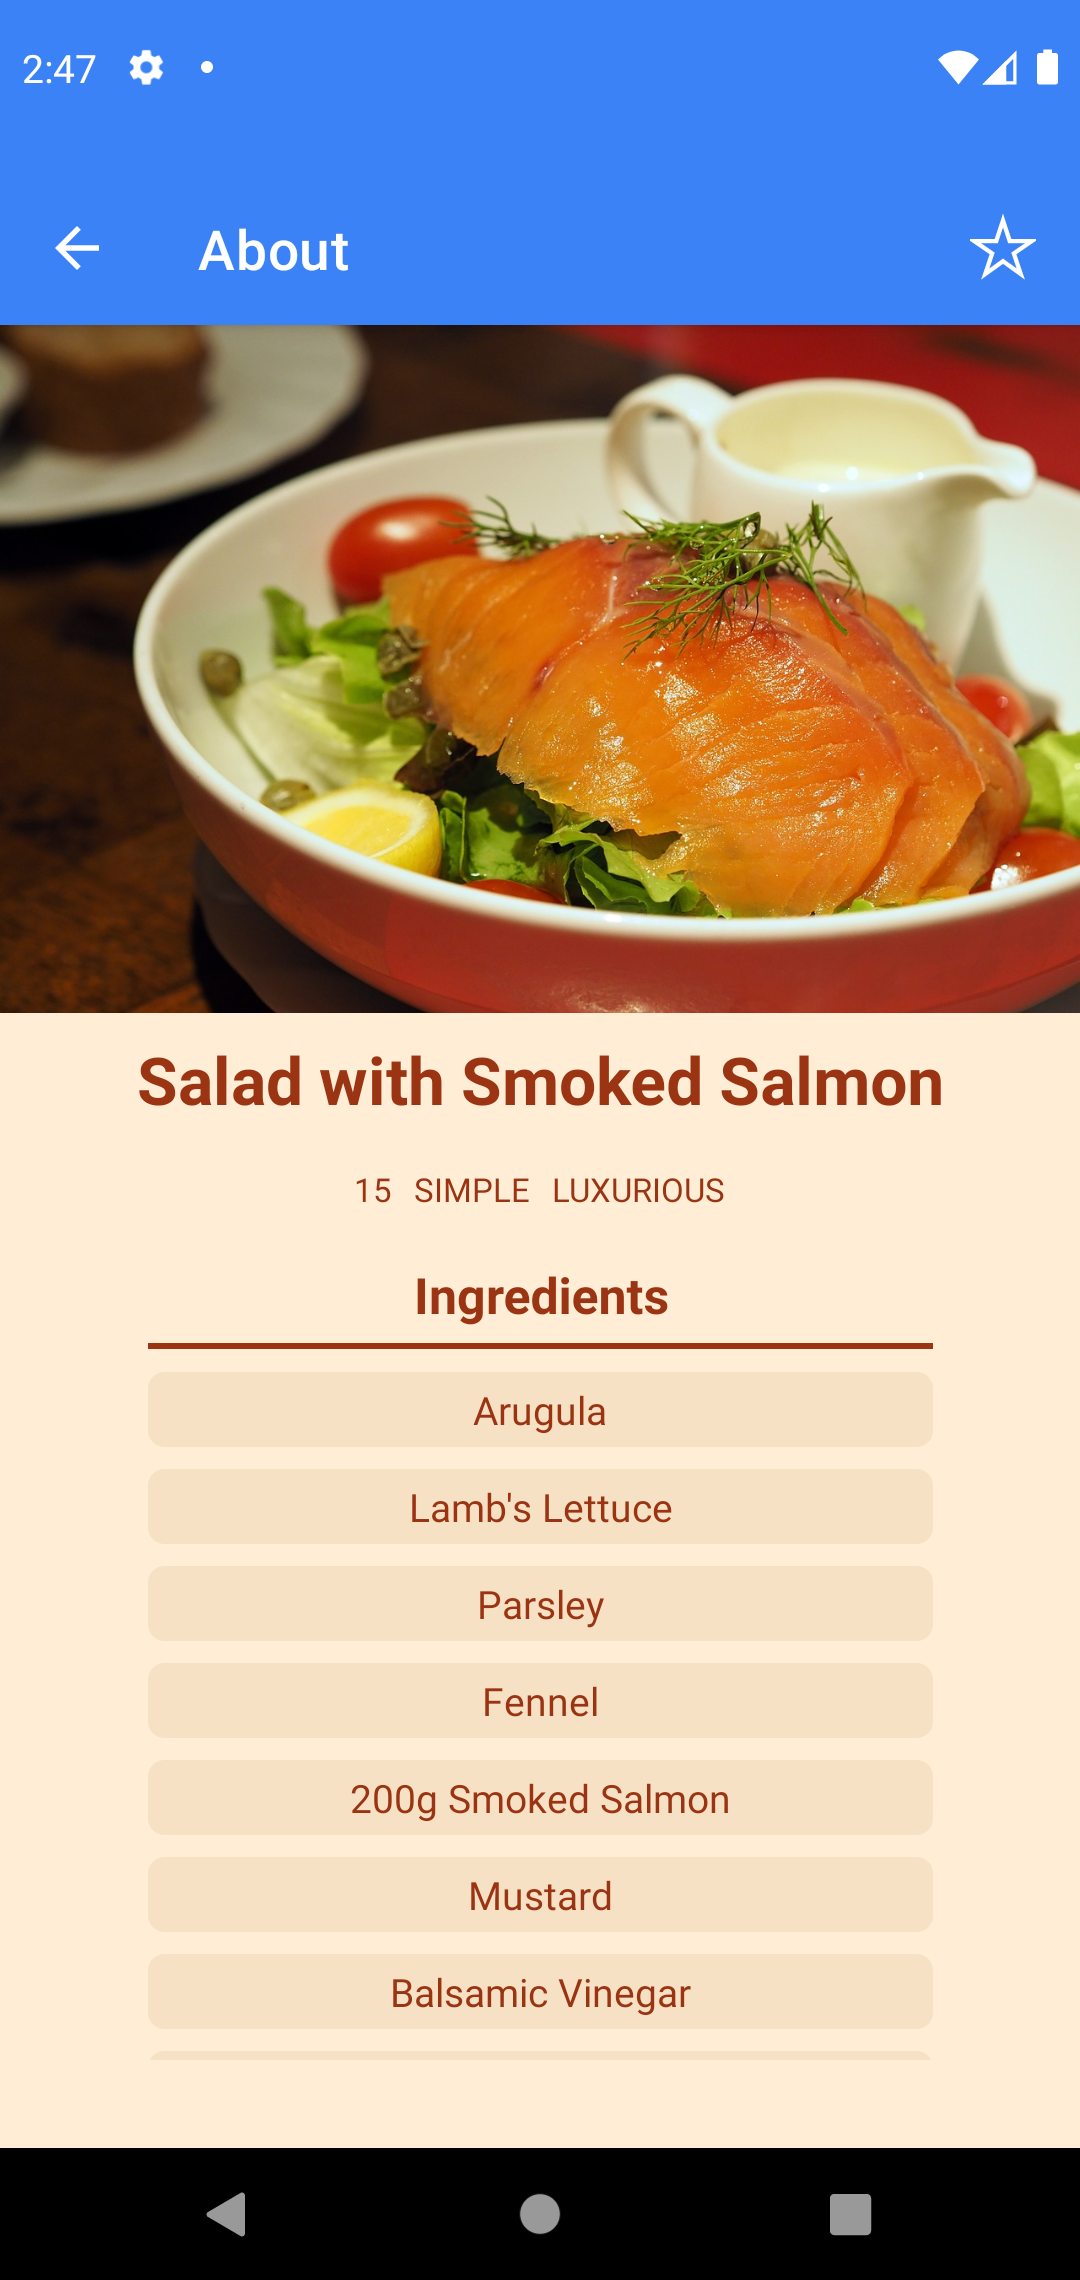 2:47
About
Salad with Smoked Salmon
15 SIMPLE LUXURIOUS
Ingredients
Arugula
Lamb's Lettuce
Parsley
Fennel
200g Smoked Salmon
Mustard
Balsamic Vinegar